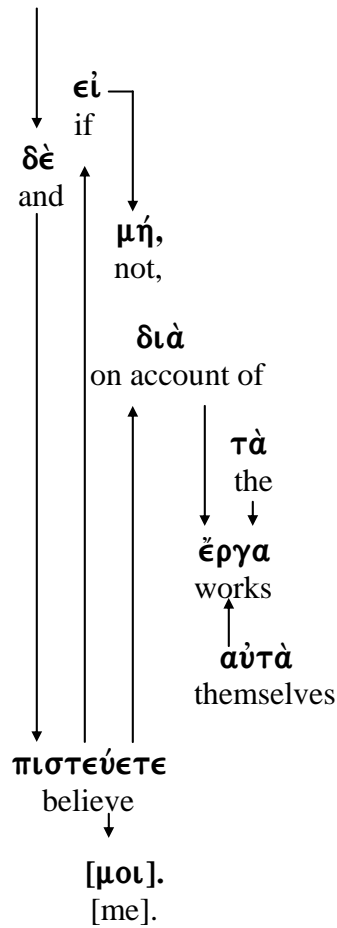 εἰ
if
δὲ
and
μή,
not,
διὰ
on account of
τὰ
the
ἔργα
works
αὐτὰ
themselves
πιστεύετε
believe
[μοι].
[me].